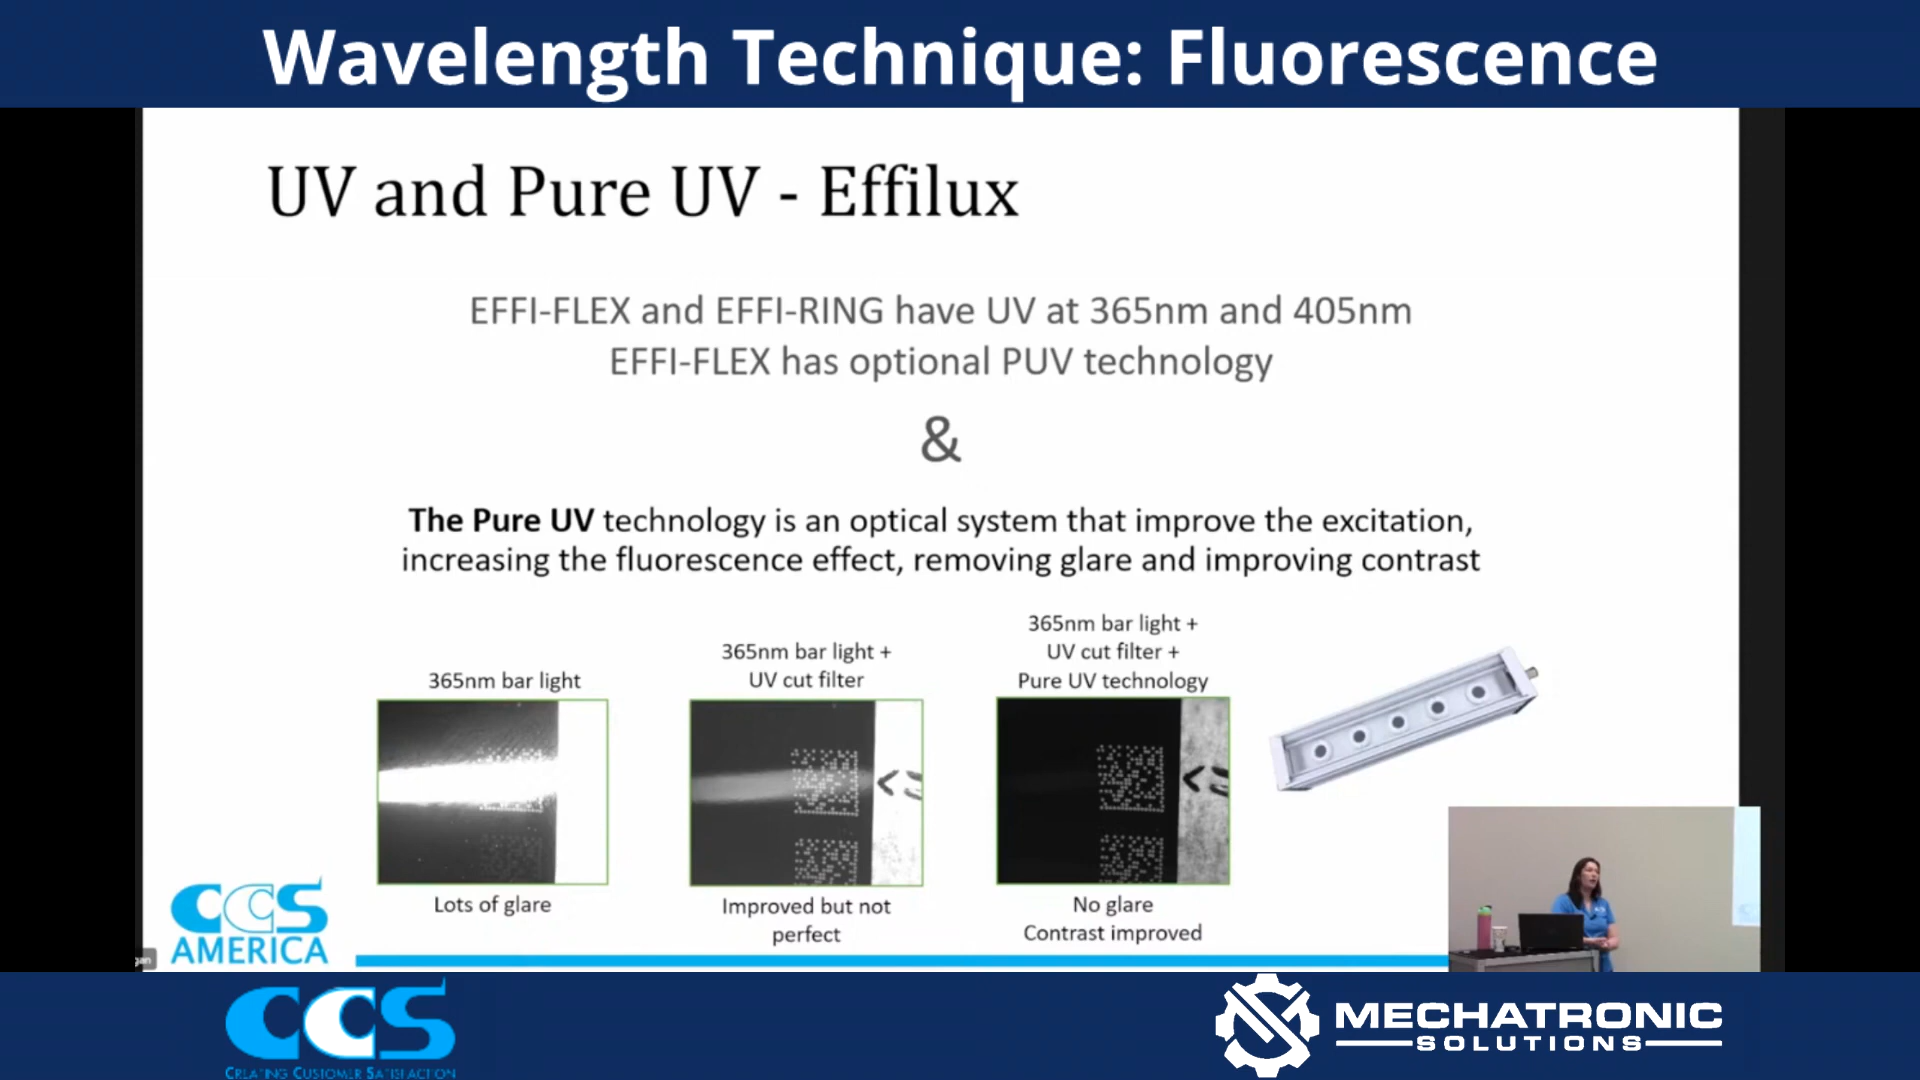 Wavelength Technique: Fluorescence
UV and Pure UV - Effilux
EFFI-FLEX and EFFI-RING have UV at 365nm and 405nm
EFFI-FLEX has optional PUV technology
&
The Pure UV technology is an optical system that improve the excitation,
increasing the fluorescence effect, removing glare and improving contrast
365nm bar light
365nm bar light +
UV cut filter
365nm bar light +
UV cut filter +
Pure UV technology
Lots of glare
Improved but not
perfect
No glare
Contrast improved
CCS
AMERICA
CCS
CREATING CUSTOMER SATISFACTION
MECHATRONIC
SOLUTIONS